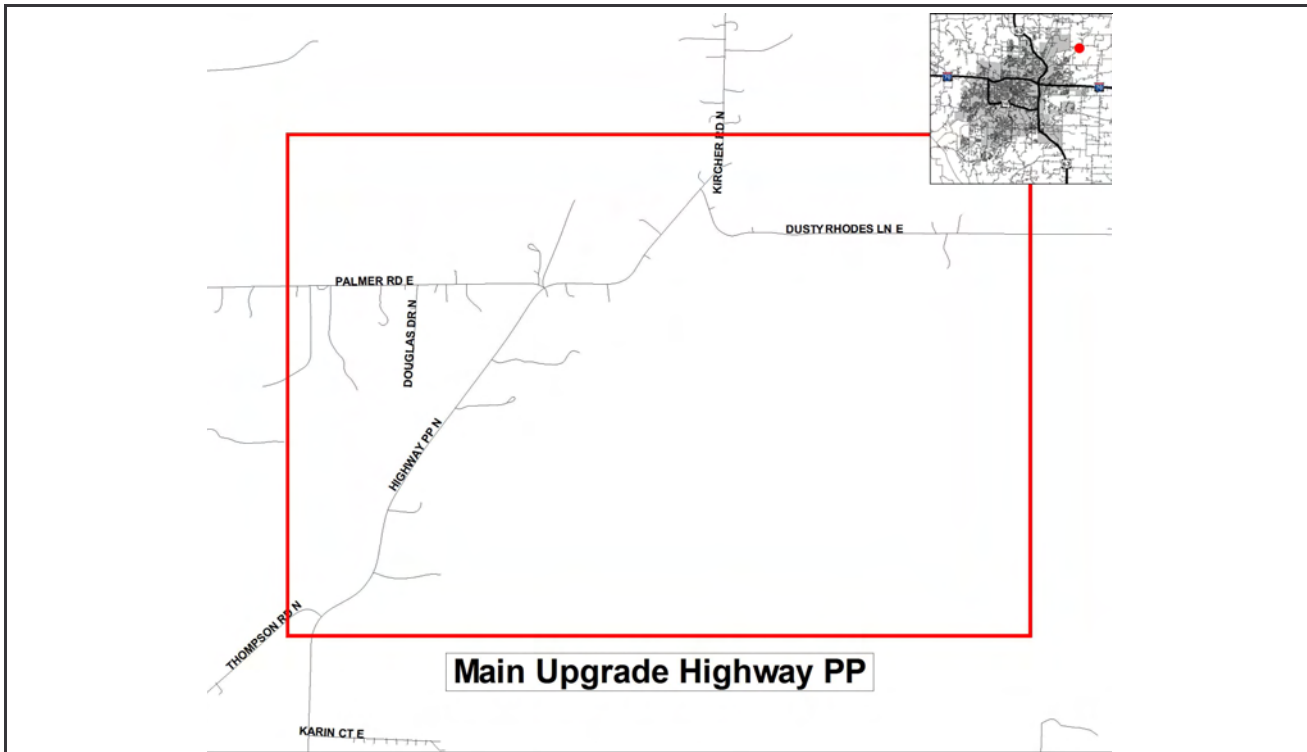 KIRCHER RD N
DUSTY RHODES LN E
PALMER RD E
DOUGLAS DR N
HIGHWAY PP N
THOMPSON RD N
Main Upgrade Highway PP
KARIN CT E